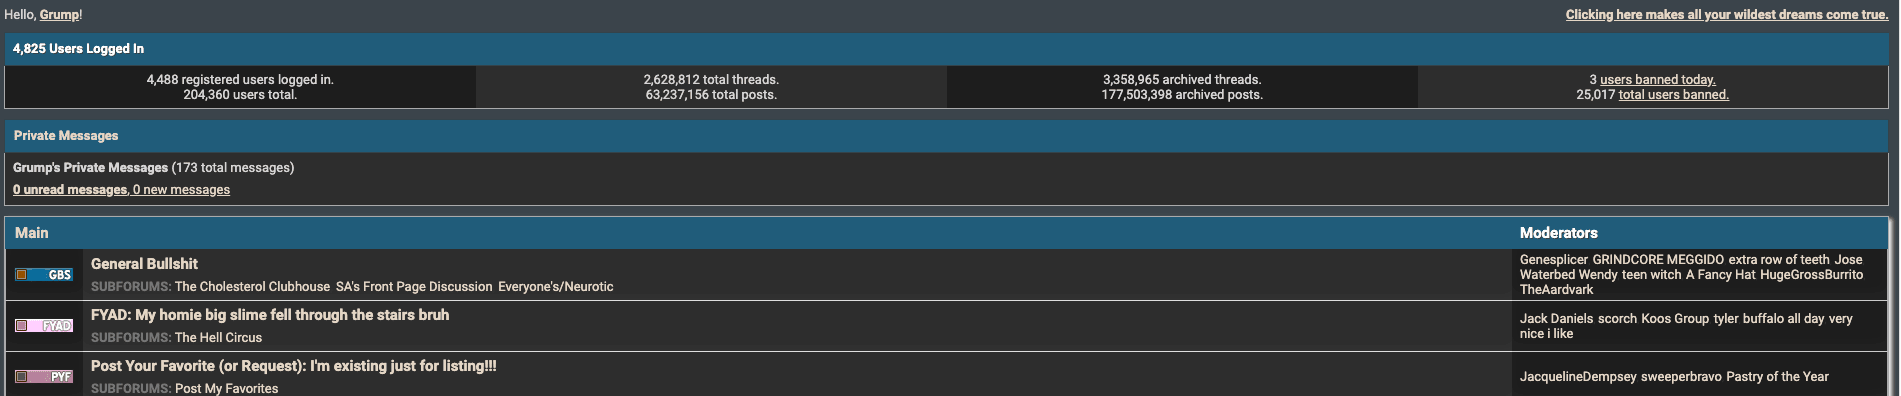 Hello, Grump!
Clicking here makes all your wildest dreams come true.
4,825 Users Logged In
4,488 registered users logged in.
204,360 users total.
2,628,812 total threads.
63,237,156 total posts.
3,358,965 archived threads.
177,503,398 archived posts.
3 users banned today.
25,017 total users banned.
Private Messages
Grump's Private Messages (173 total messages)
0 unread messages, 0 new messages
Main
Moderators
GBS
General Bullshit
SUBFORUMS: The Cholesterol Clubhouse SA's Front Page Discussion Everyone's/Neurotic
Genesplicer GRINDCORE MEGGIDO extra row of teeth Jose
Waterbed Wendy teen witch A Fancy Hat HugeGrossBurrito
TheAardvark
FYAD
FYAD: My homie big slime fell through the stairs bruh
SUBFORUMS: The Hell Circus
Jack Daniels scorch Koos Group tyler buffalo all day very
nice i like
PYF
Post Your Favorite (or Request): I'm existing just for listing!!!
SUBFORUMS: Post My Favorites
JacquelineDempsey sweeperbravo Pastry of the Year